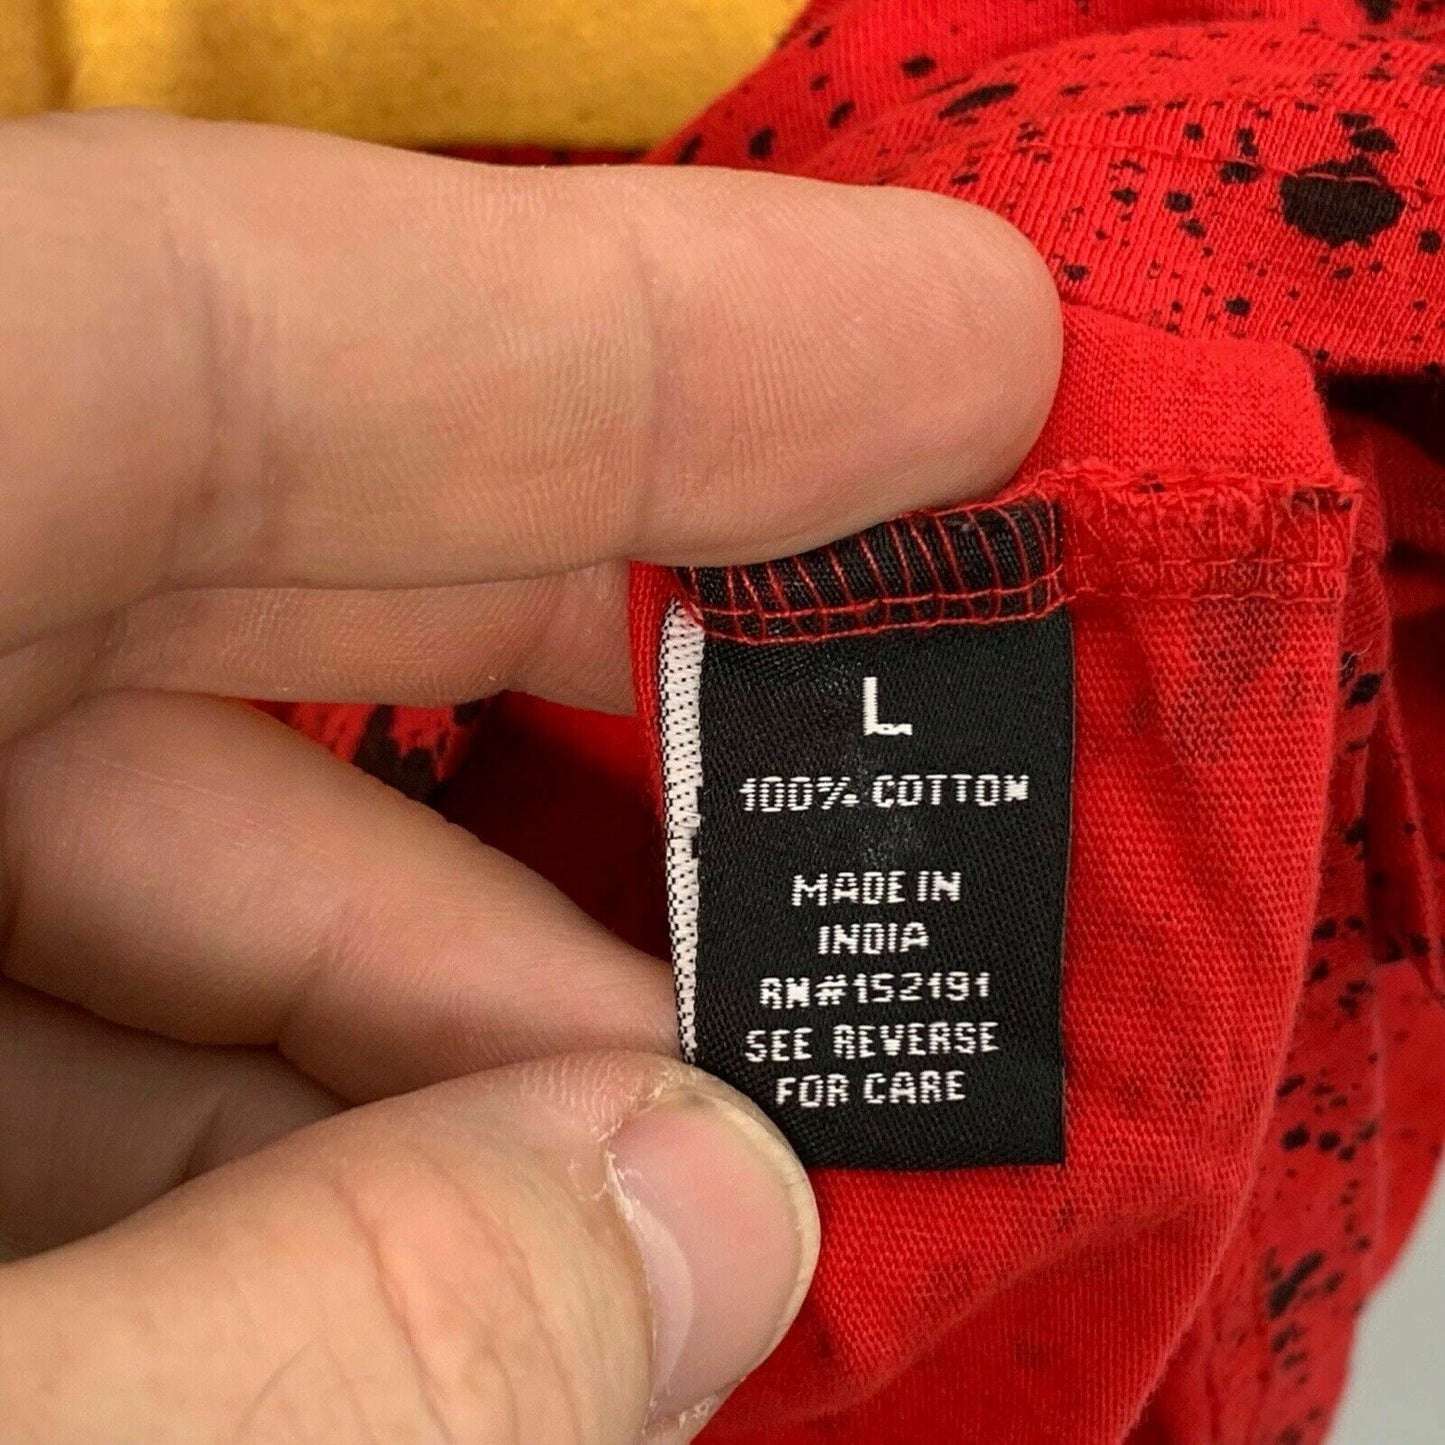 L
100% COTTON
MADE IN
INDIA
RN#152191
SEE REVERSE
FOR CARE